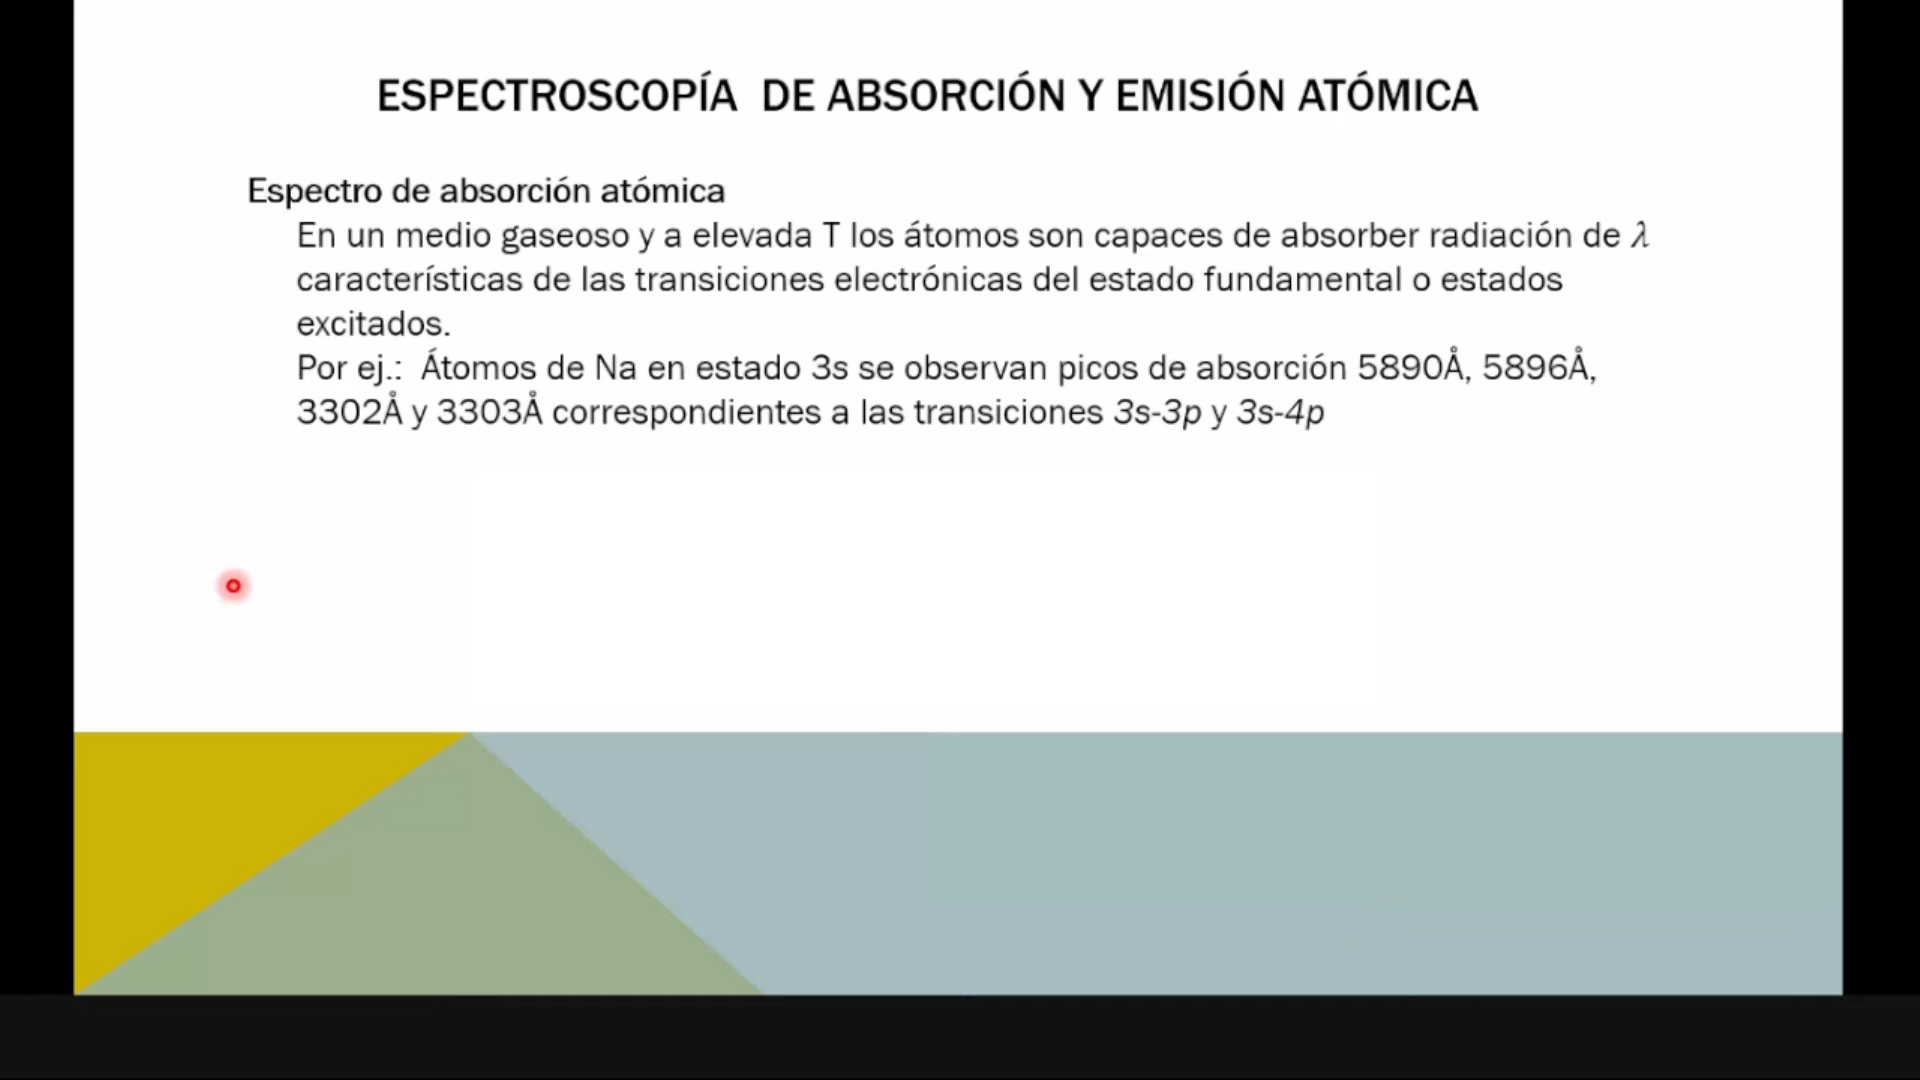 ESPECTROSCOPÍA DE ABSORCIÓN Y EMISIÓN ATÓMICA
Espectro de absorción atómica
En un medio gaseoso y a elevada T los átomos son capaces de absorber radiación de λ
características de las transiciones electrónicas del estado fundamental o estados
excitados.
Por ej.: Átomos de Na en estado 3s se observan picos de absorción 5890Å, 5896Å,
3302Å y 3303Å correspondientes a las transiciones 3s-3p y 3s-4p